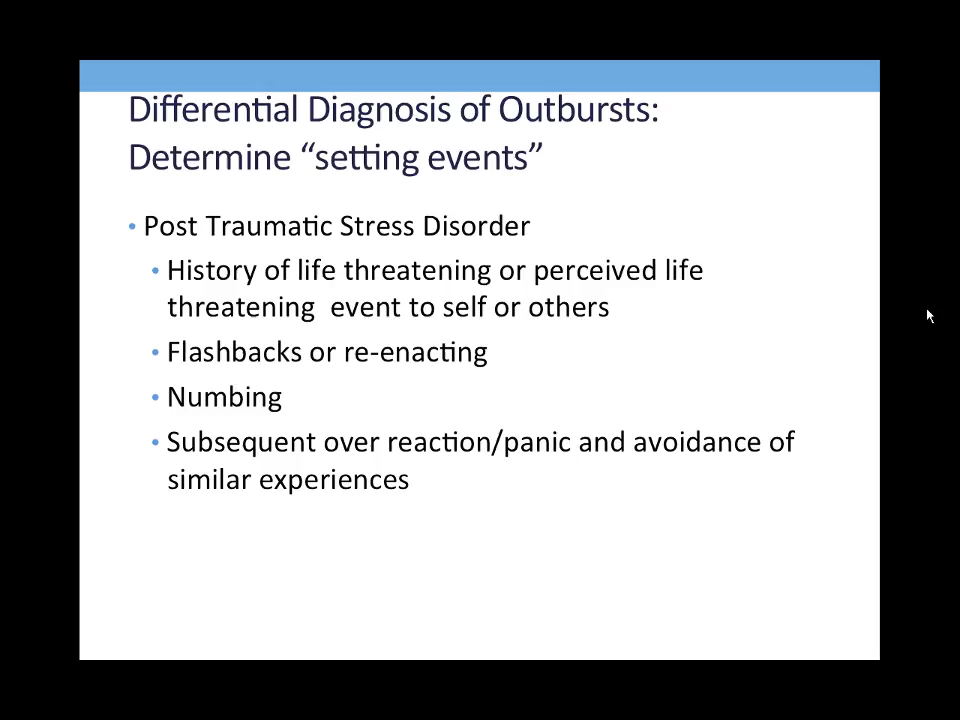 Differential Diagnosis of Outbursts:
Determine “setting events”
• Post Traumatic Stress Disorder
• History of life threatening or perceived life
threatening  event to self or others
• Flashbacks or re-enacting
• Numbing
• Subsequent over reaction/panic and avoidance of
similar experiences